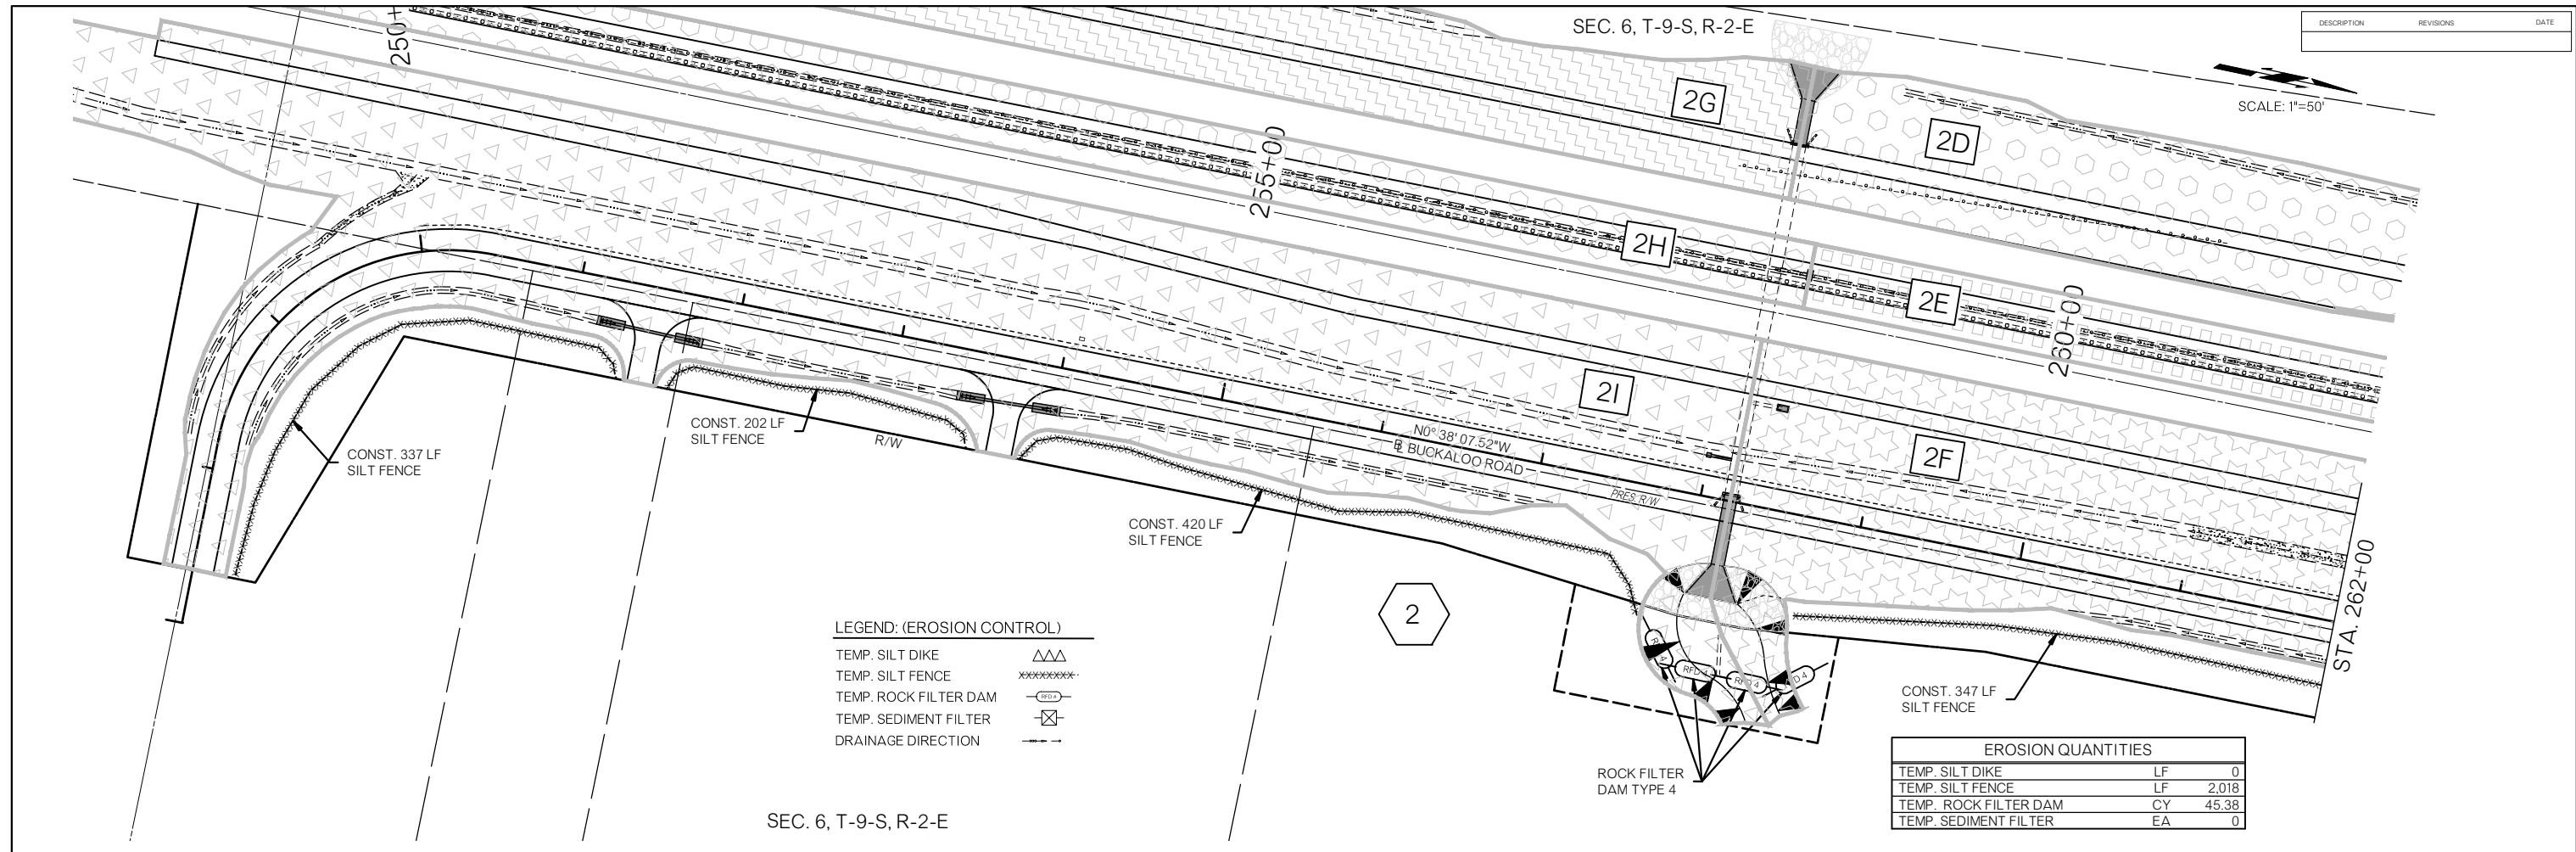 SEC. 6, T-9-S, R-2-E
DESCRIPTION REVISIONS DATE
SCALE: 1"=50'
250+
255+00
260+00
2G
2D
2H
2E
2I
2F
N0° 38' 07.52"W
BUCKALOO ROAD
PRES. R/W
R/W
CONST. 337 LF
SILT FENCE
CONST. 202 LF
SILT FENCE
CONST. 420 LF
SILT FENCE
2
STA. 262+00
RFD 4
RFD 4
CONST. 347 LF
SILT FENCE
ROCK FILTER
DAM TYPE 4
LEGEND: (EROSION CONTROL)
TEMP. SILT DIKE
TEMP. SILT FENCE
TEMP. ROCK FILTER DAM RFD #
TEMP. SEDIMENT FILTER
DRAINAGE DIRECTION
EROSION QUANTITIES
TEMP. SILT DIKE LF 0
TEMP. SILT FENCE LF 2,018
TEMP. ROCK FILTER DAM CY 45.38
TEMP. SEDIMENT FILTER EA 0
SEC. 6, T-9-S, R-2-E